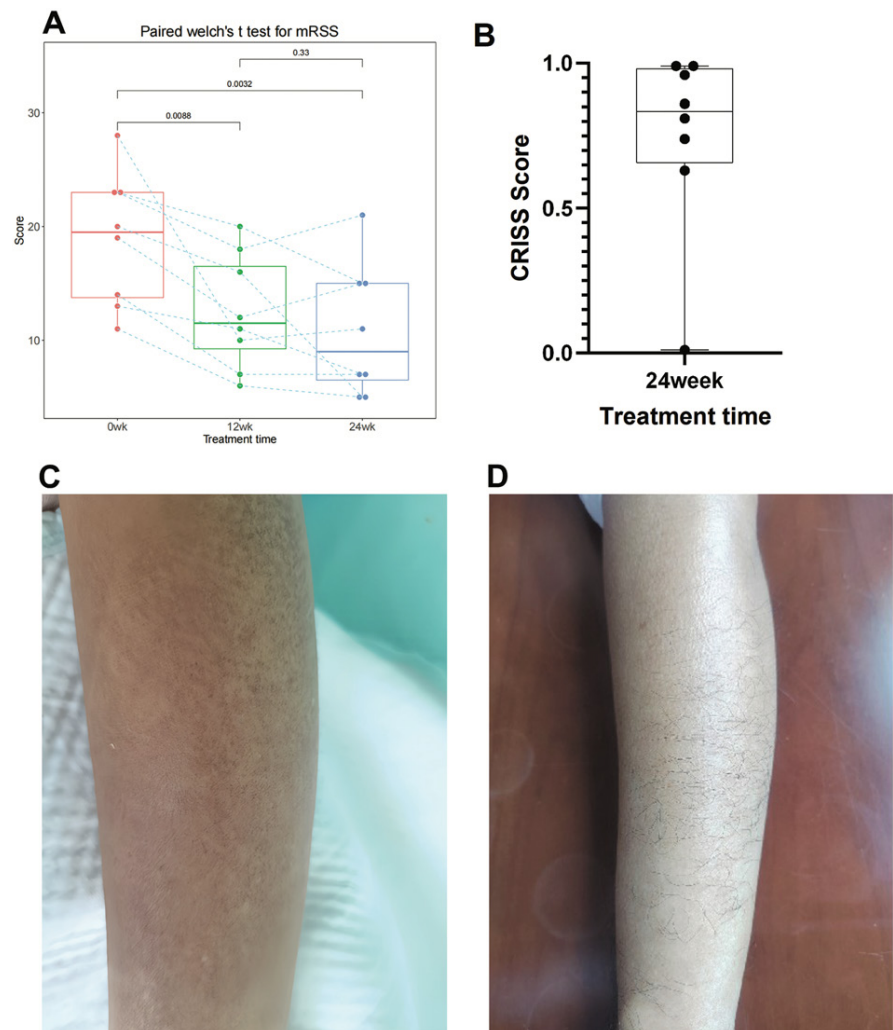 A
Paired welch's t test for mRSS
0.33
0.0032
0.0088
30
20
10
Score
0wk
12wk
24wk
Treatment time
B
1.0
0.5
0.0
CRISS Score
24week
Treatment time
C
D